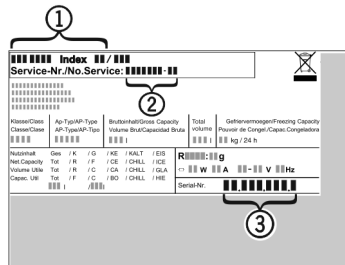 1
Index /
Service-Nr./No.Service: -
2
Klasse/Class Ap-Typ/AP-Type Bruttoinhalt/Gross Capacity Total Gefriervermoegen/Freezing Capacity
Classe/Clase AP-Type/AP-Tipo Volume Brut/Capacidad Bruta volume Pouvoir de Congel./Capac.Congeladora
l l kg / 24 h
Nutzinhalt Ges / K / G / KE / KALT / EIS R : g
Net.Capacity Tot / R / F / CE / CHILL / ICE
Volume Utile Tot / R / C / CA / CHILL / GLA W A - V Hz
Capac. Util Tot / F / C / BO / CHILL / HIE
l / l Serial-Nr. . . .
3